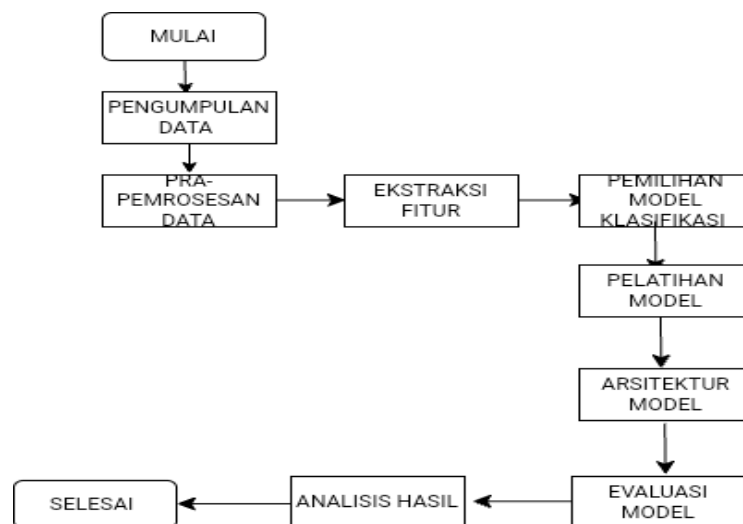 MULAI
PENGUMPULAN
DATA
PRA-
PEMROSESAN
DATA
EKSTRAKSI
FITUR
PEMILIHAN
MODEL
KLASIFIKASI
PELATIHAN
MODEL
ARSITEKTUR
MODEL
EVALUASI
MODEL
ANALISIS HASIL
SELESAI